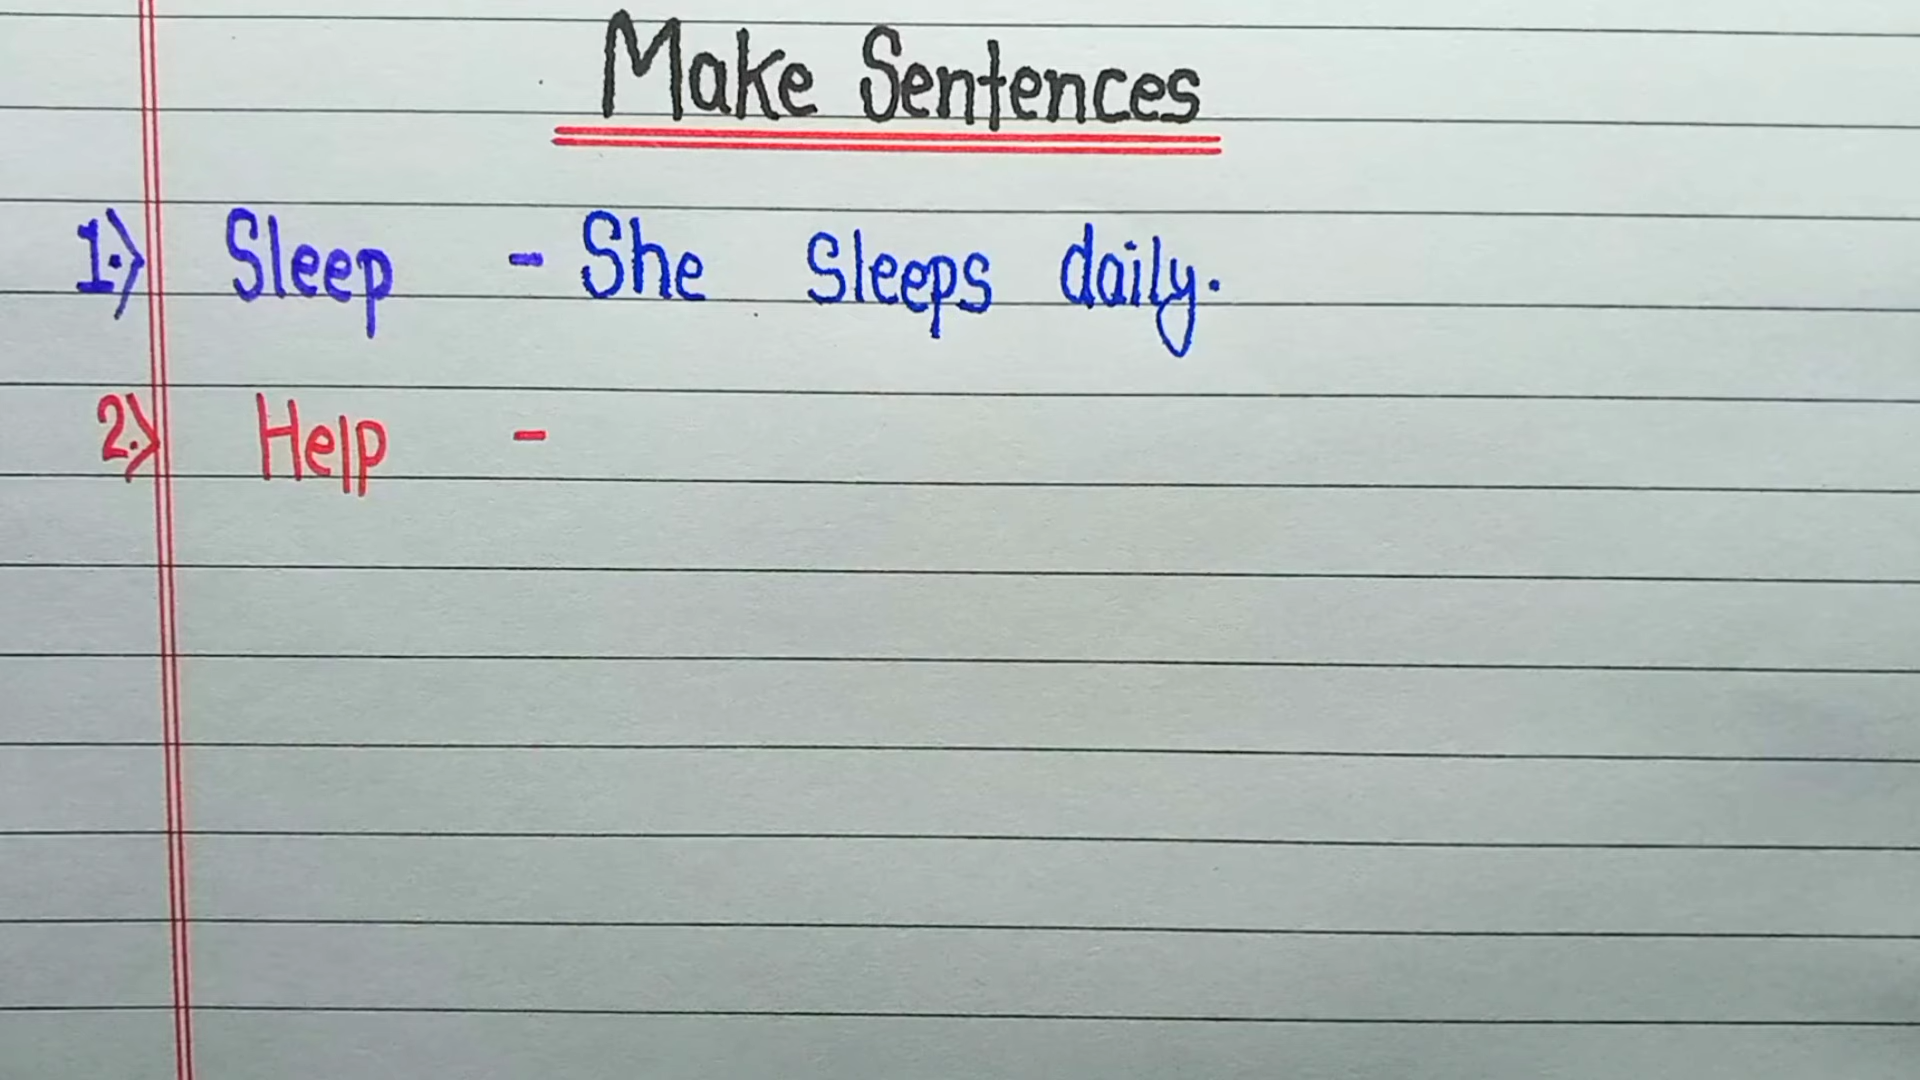 Make Sentences
1.) Sleep - She Sleeps daily.
2.) Help -